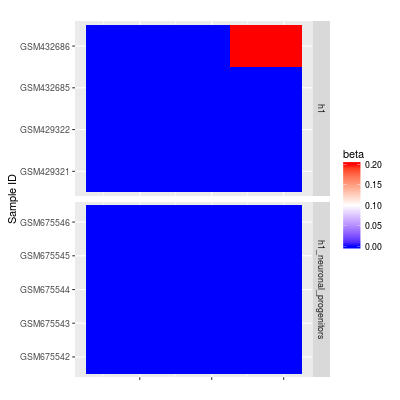 GSM432686
GSM432685
GSM429322
GSM429321
h1
GSM675546
GSM675545
GSM675544
GSM675543
GSM675542
h1_neuronal_progenitors
Sample ID
beta
0.20
0.15
0.10
0.05
0.00